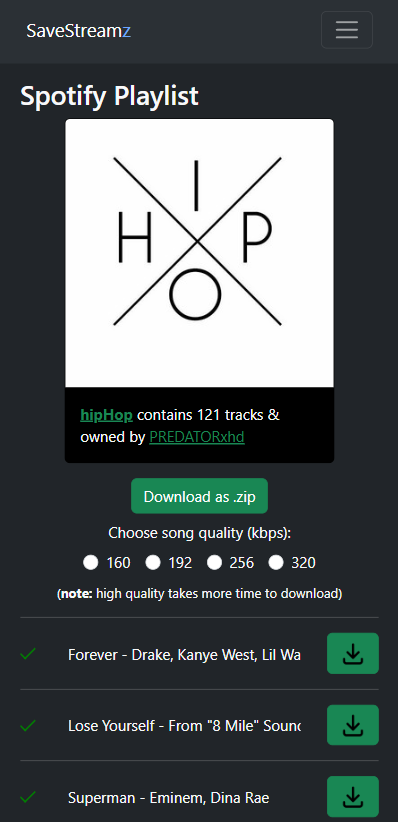 SaveStreamz
Spotify Playlist
I
H P
O
hipHop contains 121 tracks &
owned by PREDATORxhd
Download as .zip
Choose song quality (kbps):
160 192 256 320
(note: high quality takes more time to download)
Forever - Drake, Kanye West, Lil Wa
Lose Yourself - From "8 Mile" Soun
Superman - Eminem, Dina Rae